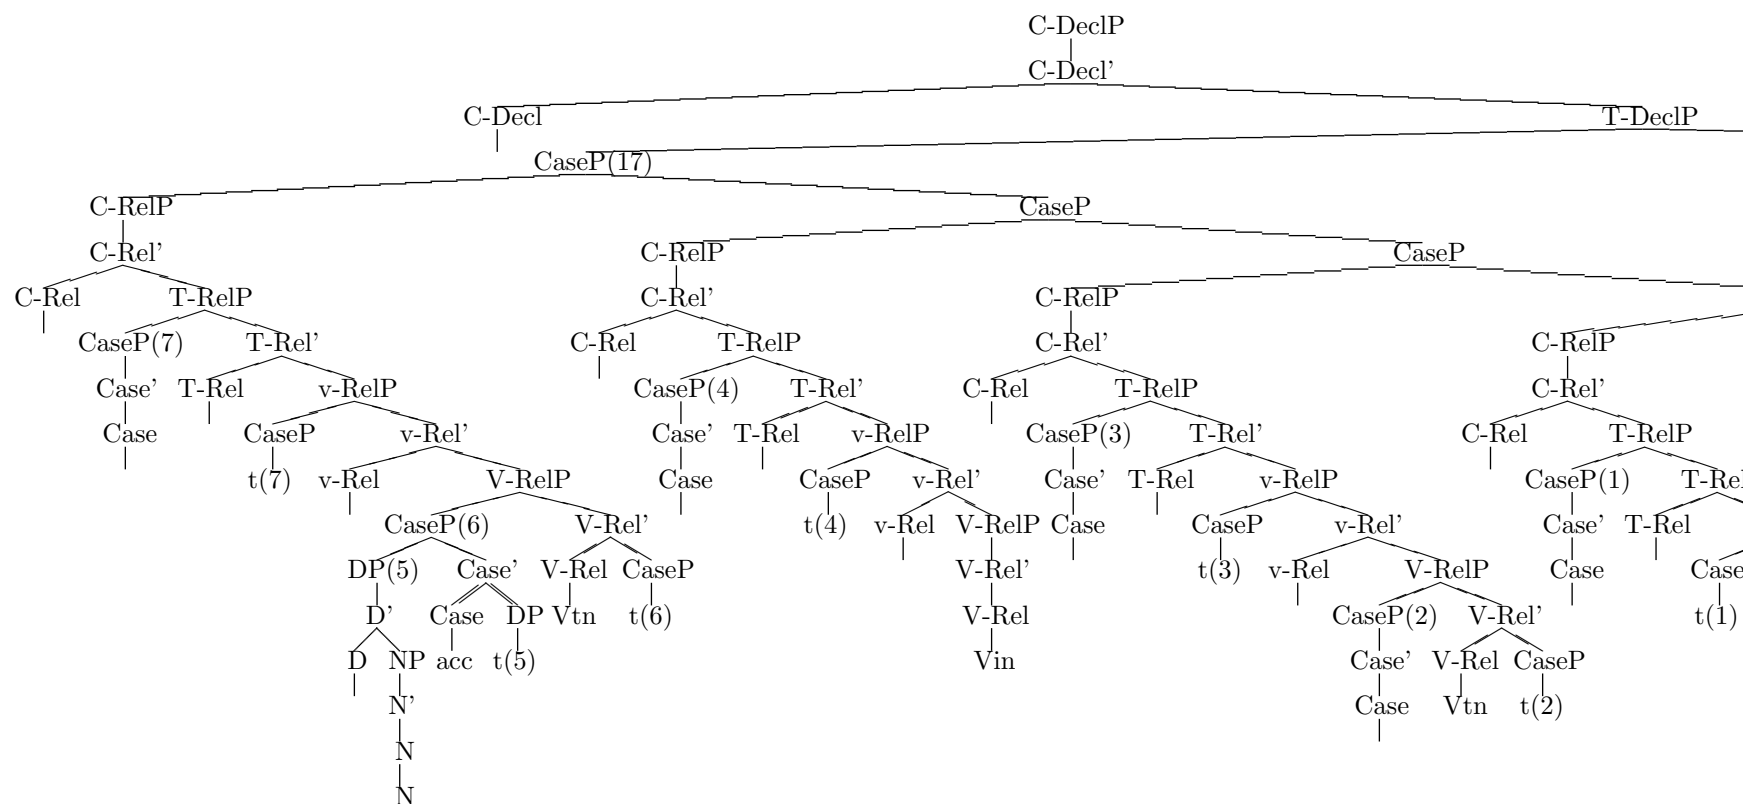 C-DeclP
C-Decl'
C-Decl T-DeclP
CaseP(17)
C-RelP CaseP
C-Rel' C-RelP CaseP
C-Rel T-RelP C-Rel' C-RelP
CaseP(7) T-Rel' C-Rel T-RelP C-Rel' C-RelP
Case' T-Rel v-RelP CaseP(4) T-Rel' C-Rel T-RelP C-Rel'
Case CaseP v-Rel' Case' T-Rel v-RelP CaseP(3) T-Rel' C-Rel T-RelP
t(7) v-Rel V-RelP Case CaseP v-Rel' Case' T-Rel v-RelP CaseP(1) T-Rel
CaseP(6) V-Rel' t(4) v-Rel V-RelP Case CaseP v-Rel' Case' T-Rel
DP(5) Case' V-Rel CaseP V-Rel' t(3) v-Rel V-RelP Case Case
D' Case DP Vtn t(6) V-Rel CaseP(2) V-Rel' t(1)
D NP acc t(5) Vin Case' V-Rel CaseP
N' Case Vtn t(2)
N
N